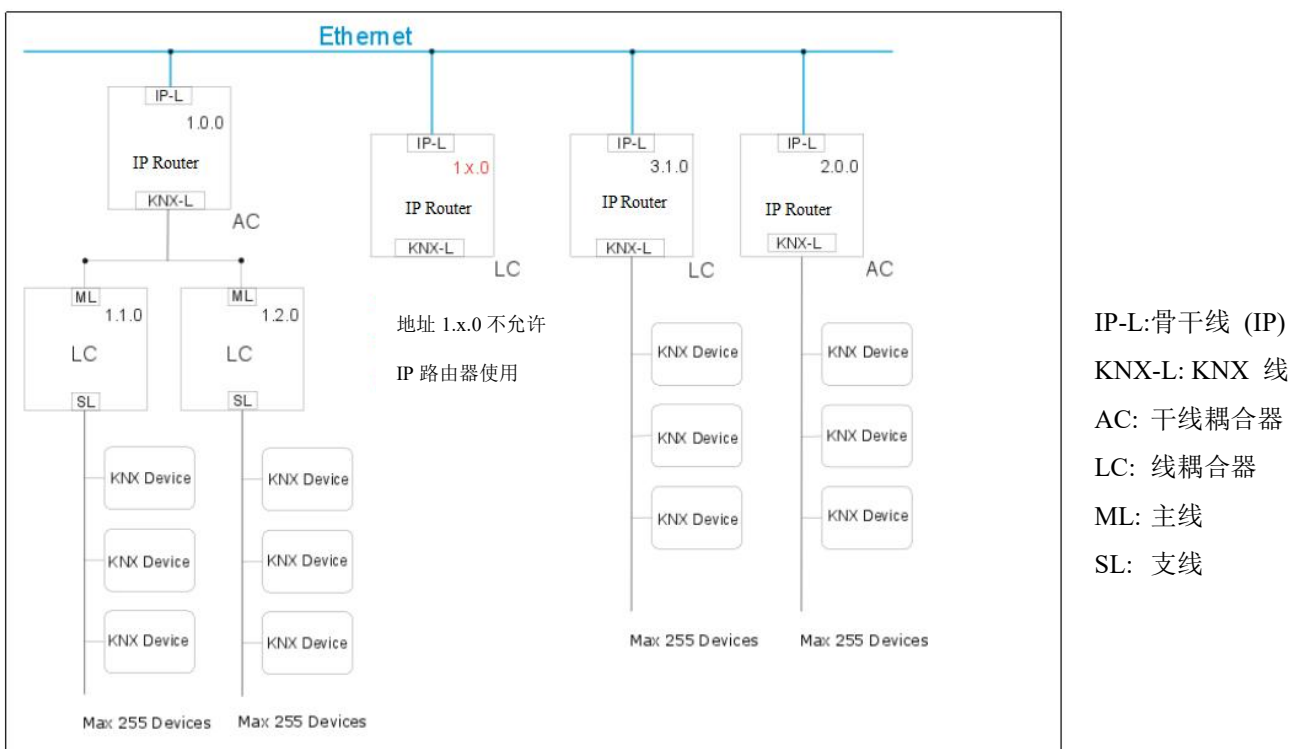 Ethernet
IP-L
1.0.0
IP Router
KNX-L
AC
ML
1.1.0
LC
SL
KNX Device
KNX Device
KNX Device
Max 255 Devices
ML
1.2.0
LC
SL
KNX Device
KNX Device
KNX Device
Max 255 Devices
IP-L
1.x.0
IP Router
KNX-L
LC
地址 1.x.0 不允许
IP 路由器使用
IP-L
3.1.0
IP Router
KNX-L
LC
KNX Device
KNX Device
KNX Device
Max 255 Devices
IP-L
2.0.0
IP Router
KNX-L
AC
KNX Device
KNX Device
KNX Device
Max 255 Devices
IP-L:骨干线 (IP)
KNX-L: KNX 线
AC: 干线耦合器
LC: 线耦合器
ML: 主线
SL: 支线